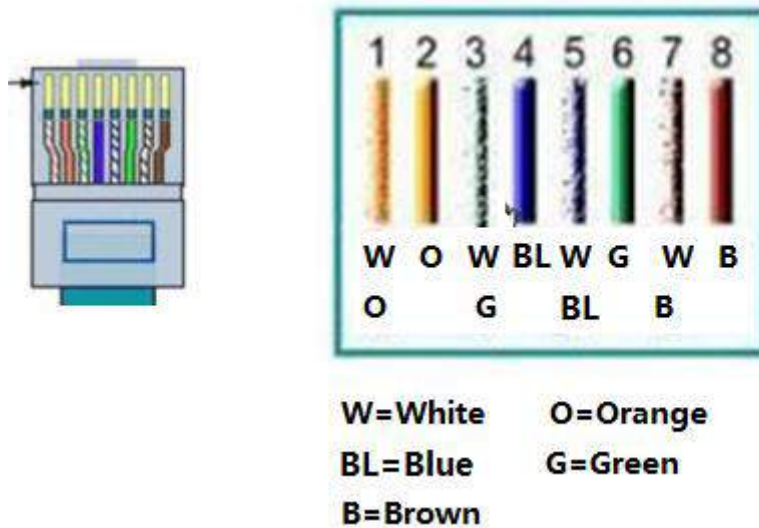 1 2 3 4 5 6 7 8
W O W BL W G W B
O G BL B
W=White O=Orange
BL=Blue G=Green
B=Brown